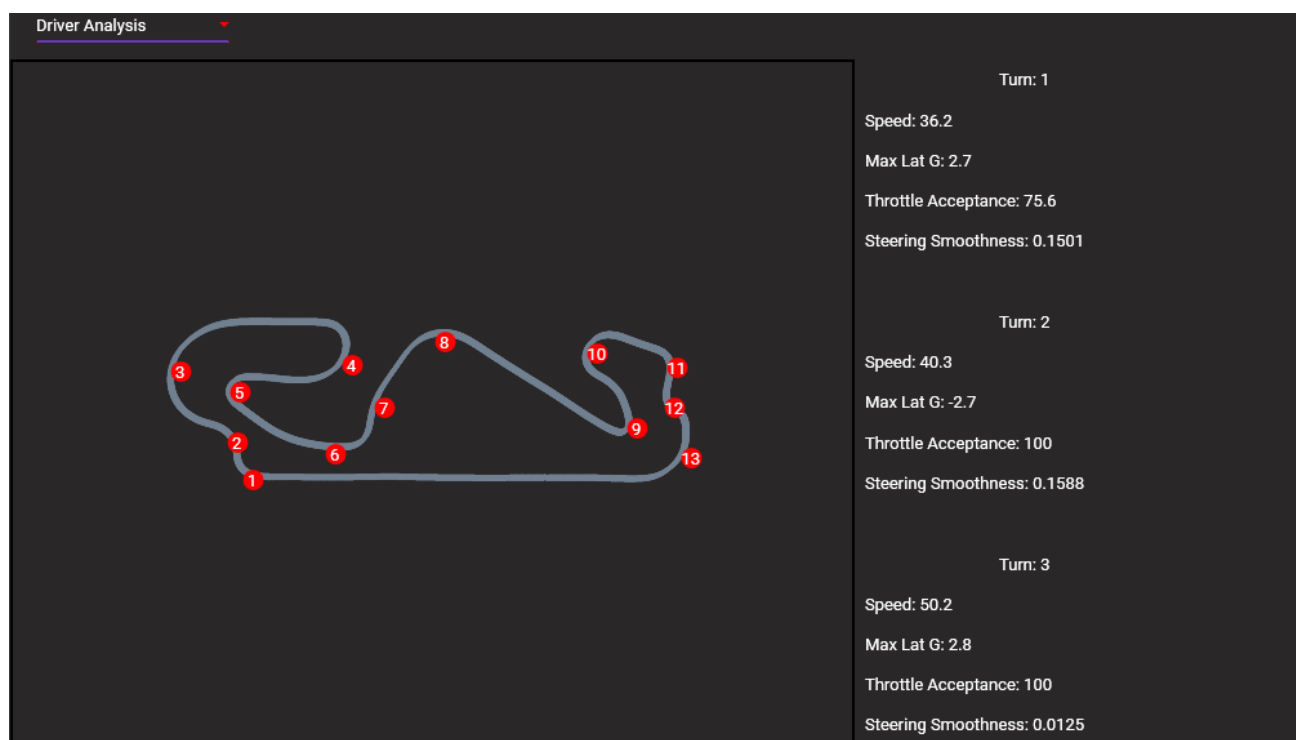 Driver Analysis
Turn: 1
Speed: 36.2
Max Lat G: 2.7
Throttle Acceptance: 75.6
Steering Smoothness: 0.1501
Turn: 2
Speed: 40.3
Max Lat G: -2.7
Throttle Acceptance: 100
Steering Smoothness: 0.1588
Turn: 3
Speed: 50.2
Max Lat G: 2.8
Throttle Acceptance: 100
Steering Smoothness: 0.0125
8
10
4
11
3
5
7
12
9
2
6
13
1